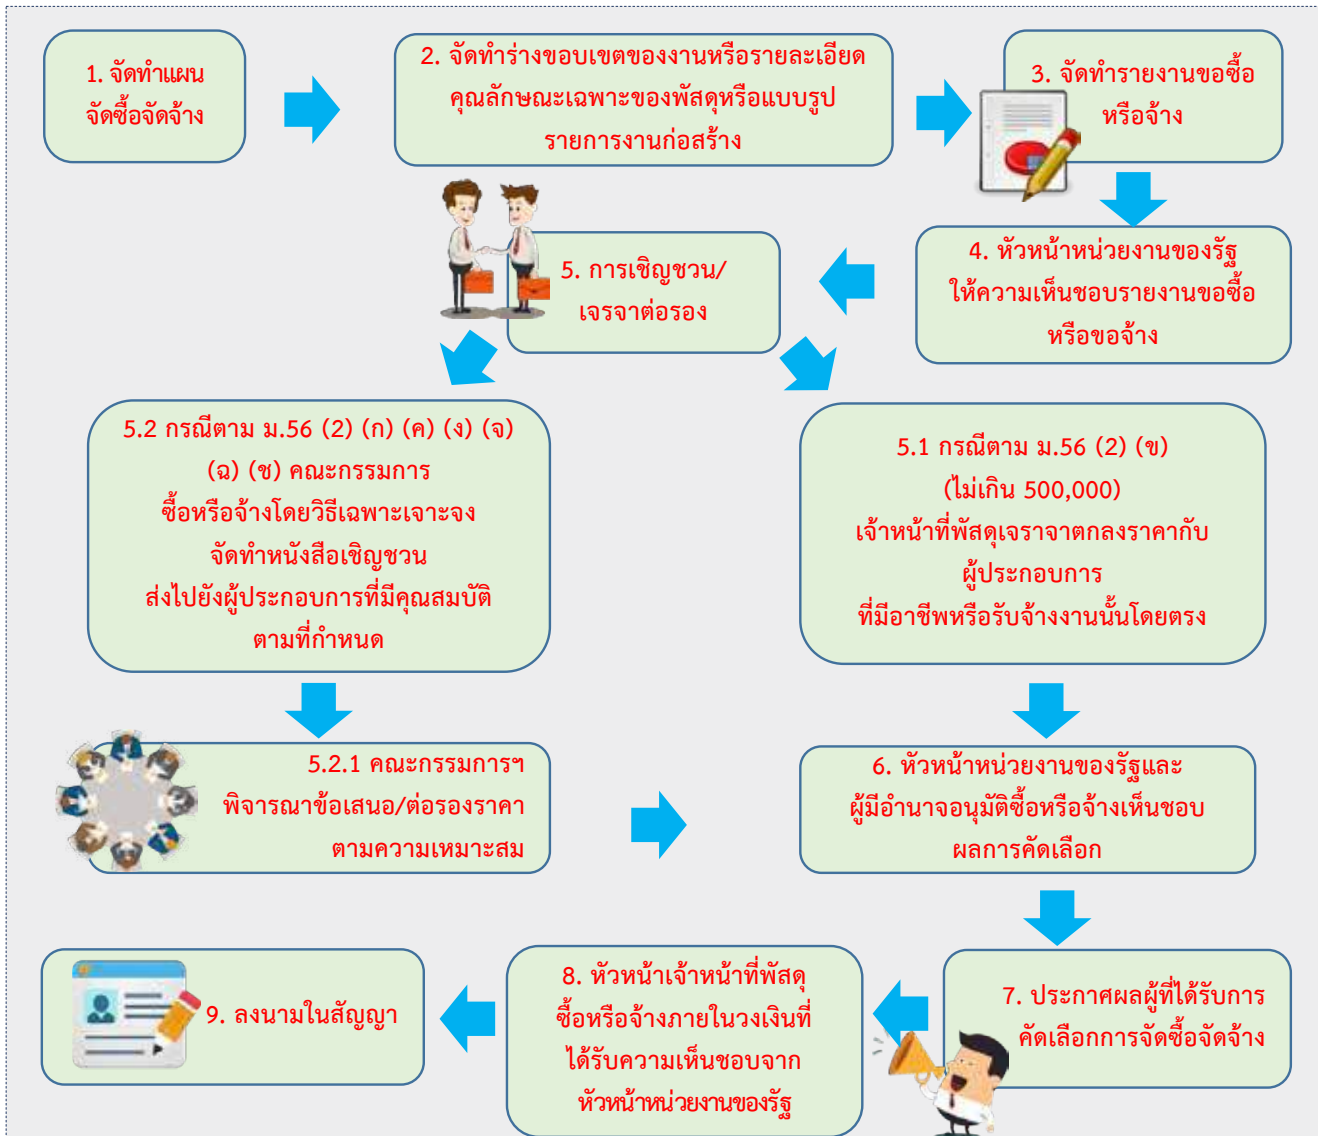 1. จัดทำแผน
จัดซื้อจัดจ้าง
2. จัดทำร่างขอบเขตของงานหรือรายละเอียด
คุณลักษณะเฉพาะของพัสดุหรือแบบรูป
รายการงานก่อสร้าง
3. จัดทำรายงานขอซื้อ
หรือจ้าง
4. หัวหน้าหน่วยงานของรัฐ
ให้ความเห็นชอบรายงานขอซื้อ
หรือขอจ้าง
5. การเชิญชวน/
เจรจาต่อรอง
5.2 กรณีตาม ม.56 (2) (ก) (ค) (ง) (จ)
(ฉ) (ช) คณะกรรมการ
ซื้อหรือจ้างโดยวิธีเฉพาะเจาะจง
จัดทำหนังสือเชิญชวน
ส่งไปยังผู้ประกอบการที่มีคุณสมบัติ
ตามที่กำหนด
5.1 กรณีตาม ม.56 (2) (ข)
(ไม่เกิน 500,000)
เจ้าหน้าที่พัสดุเจราจาตกลงราคากับ
ผู้ประกอบการ
ที่มีอาชีพหรือรับจ้างงานนั้นโดยตรง
5.2.1 คณะกรรมการฯ
พิจารณาข้อเสนอ/ต่อรองราคา
ตามความเหมาะสม
6. หัวหน้าหน่วยงานของรัฐและ
ผู้มีอำนาจอนุมัติซื้อหรือจ้างเห็นชอบ
ผลการคัดเลือก
7. ประกาศผลผู้ที่ได้รับการ
คัดเลือกการจัดซื้อจัดจ้าง
8. หัวหน้าเจ้าหน้าที่พัสดุ
ซื้อหรือจ้างภายในวงเงินที่
ได้รับความเห็นชอบจาก
หัวหน้าหน่วยงานของรัฐ
9. ลงนามในสัญญา